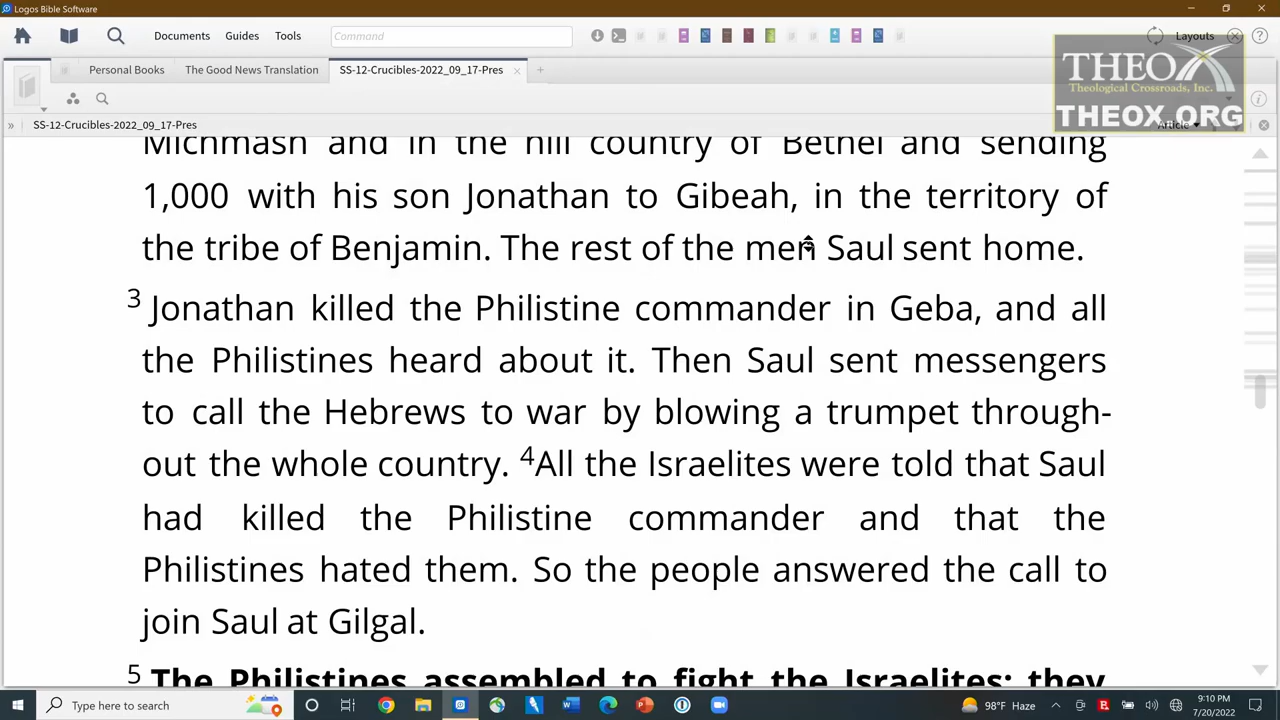 Logos Bible Software
Documents Guides Tools Command Layouts
Personal Books The Good News Translation SS-12-Crucibles-2022_09_17-Pres
THEOX
Theological Crossroads, Inc.
THEOX.ORG
SS-12-Crucibles-2022_09_17-Pres Article
Michmash and in the hill country of Bethel and sending
1,000 with his son Jonathan to Gibeah, in the territory of
the tribe of Benjamin. The rest of the men Saul sent home.
3 Jonathan killed the Philistine commander in Geba, and all
the Philistines heard about it. Then Saul sent messengers
to call the Hebrews to war by blowing a trumpet through-
out the whole country. 4 All the Israelites were told that Saul
had killed the Philistine commander and that the
Philistines hated them. So the people answered the call to
join Saul at Gilgal.
5 The Philistines assembled to fight the Israelites; they
Type here to search
98°F Haze
9:10 PM
7/20/2022